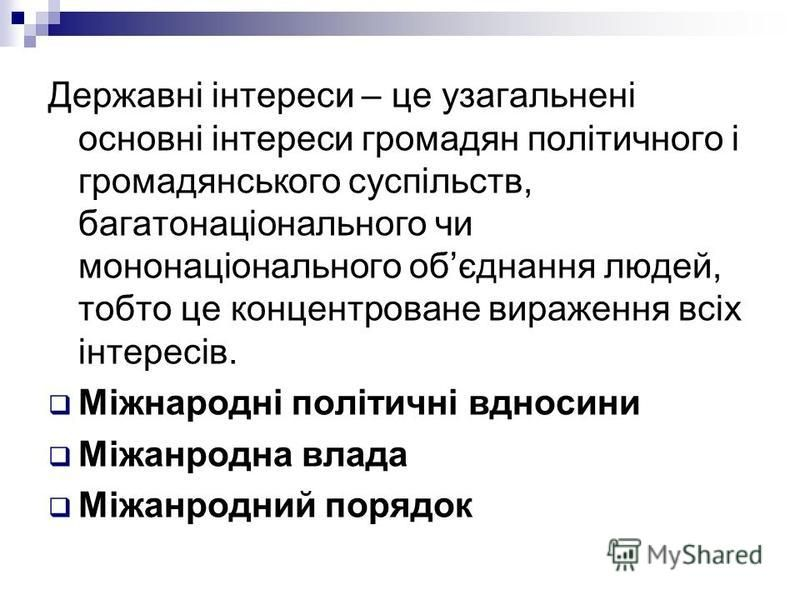 Державні інтереси – це узагальнені
основні інтереси громадян політичного і
громадянського суспільств,
багатонаціонального чи
мононаціонального об’єднання людей,
тобто це концентроване вираження всіх
інтересів.
Міжнародні політичні вдносини
Міжанродна влада
Міжанродний порядок
MyShared